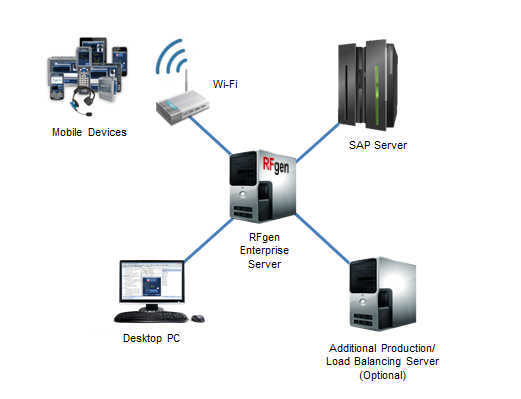 Wi-Fi
Mobile Devices
SAP Server
RFgen
RFgen
Enterprise
Server
Desktop PC
Additional Production/
Load Balancing Server
(Optional)